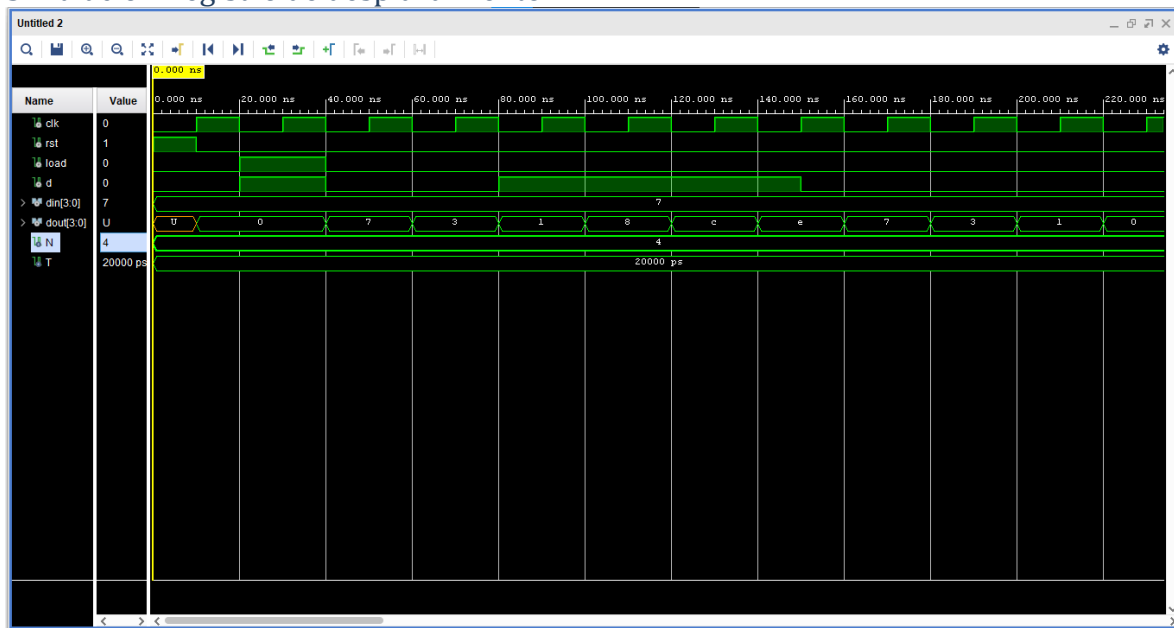 Untitled 2
0.000 ns
Name Value
0.000 ns 20.000 ns 40.000 ns 60.000 ns 80.000 ns 100.000 ns 120.000 ns 140.000 ns 160.000 ns 180.000 ns 200.000 ns 220.000 ns
clk 0
rst 1
load 0
d 0
din[3:0] 7 7
dout[3:0] U U 0 7 3 1 8 c e 7 3 1 0
N 4 4
T 20000 ps 20000 ps